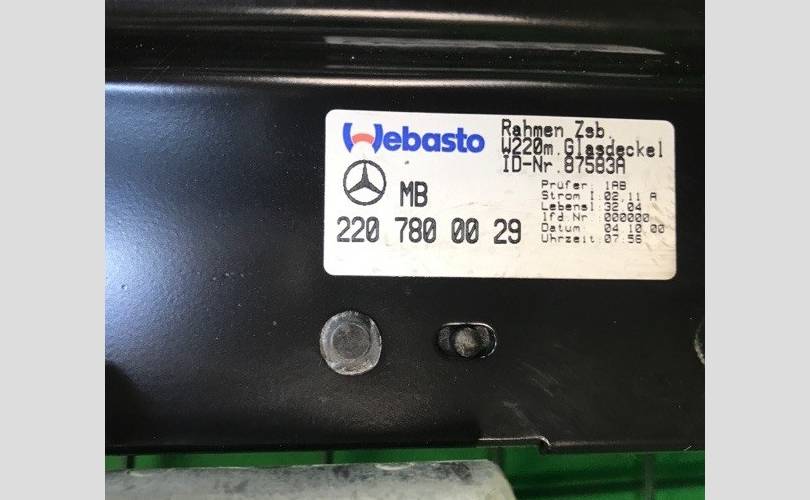 Webasto
Rahmen Zsb.
W220m.Glasdeckel
ID-Nr.87583A
MB
220 780 00 29
Prüfer: 1AB
Strom I:02.11 A
Lebensl:32.04
lfd.Nr :000000
Datum : 04.10.00
Uhrzeit:07:56